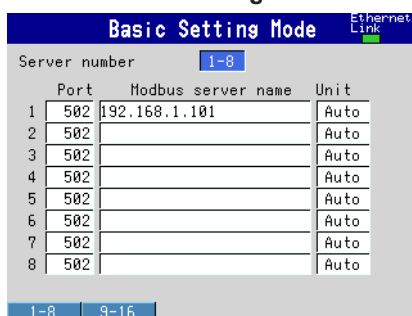 Basic Setting Mode Ethernet Link
Server number 1-8
Port Modbus server name Unit
1 502 192.168.1.101 Auto
2 502 Auto
3 502 Auto
4 502 Auto
5 502 Auto
6 502 Auto
7 502 Auto
8 502 Auto
1-8 9-16